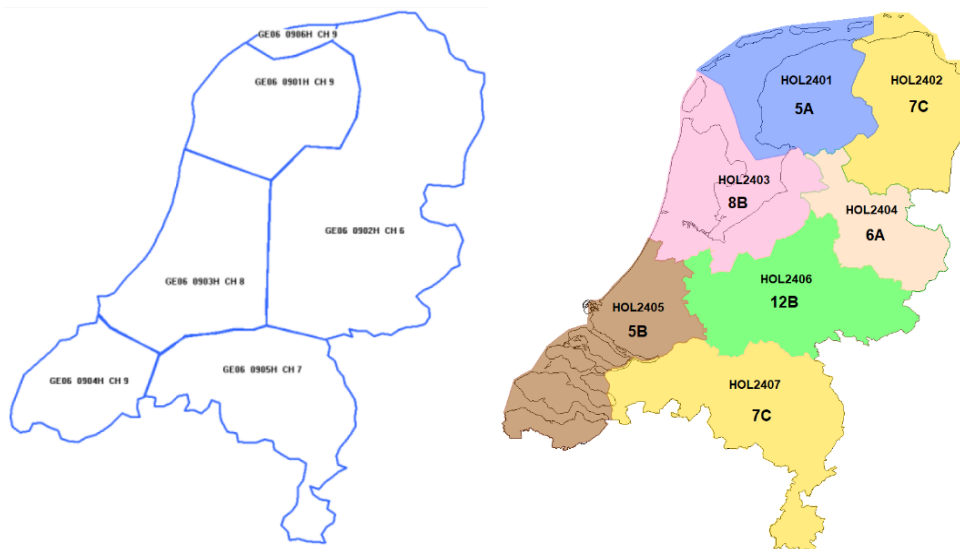 GE06 0906H CH 9
GE06 0901H CH 9
GE06 0902H CH 6
GE06 0903H CH 8
GE06 0904H CH 9
GE06 0905H CH 7
HOL2401
5A
HOL2402
7C
HOL2403
8B
HOL2404
6A
HOL2406
12B
HOL2405
5B
HOL2407
7C